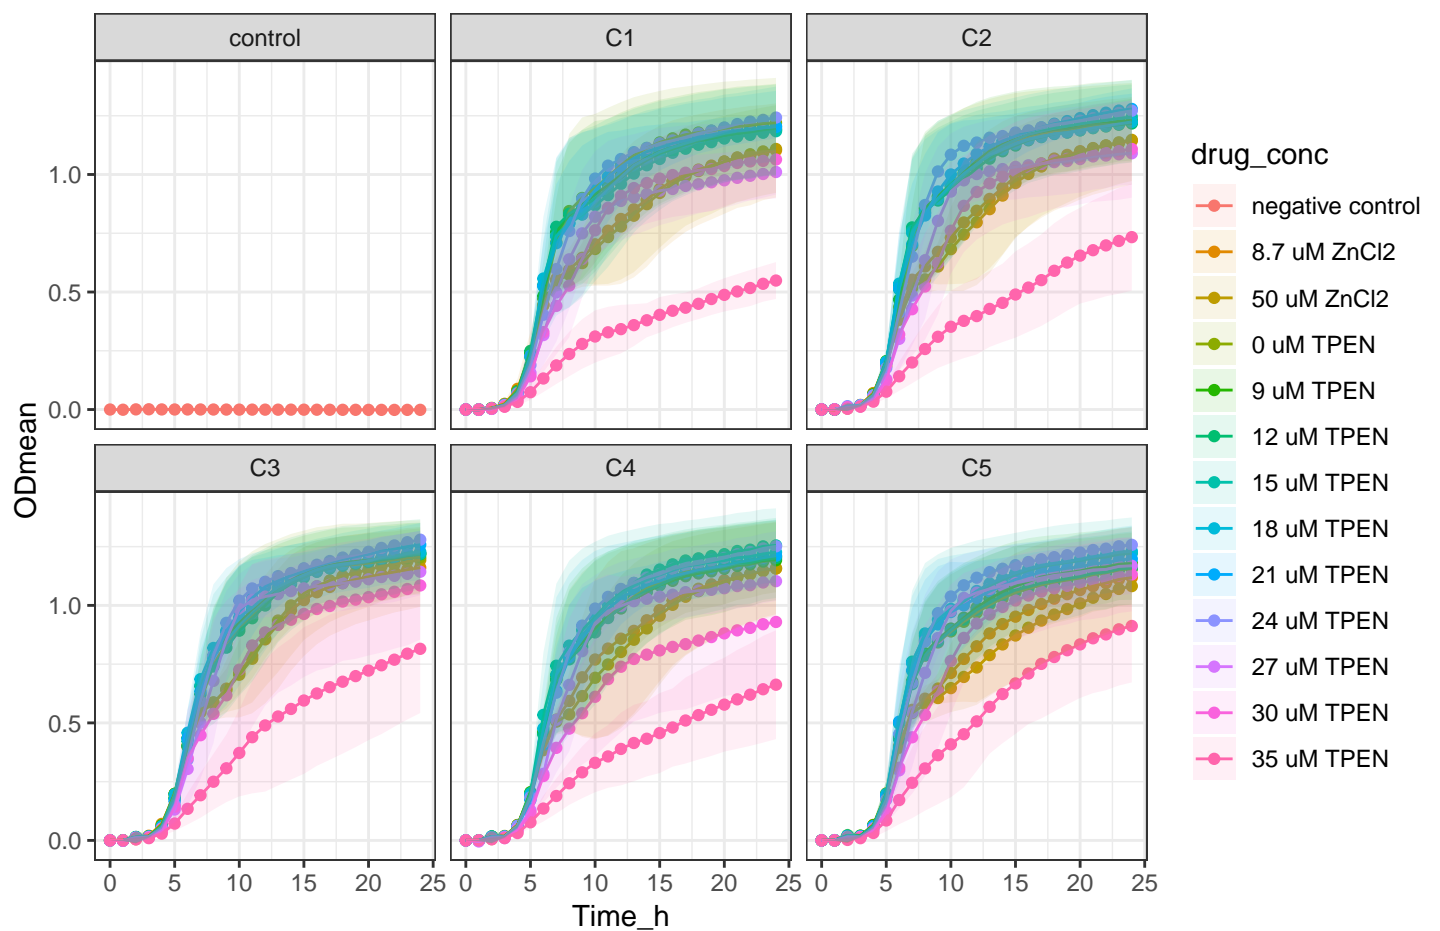 control
C1
C2
1.0
0.5
0.0
ODmean
C3
C4
C5
1.0
0.5
0.0
0 5 10 15 20 25 0 5 10 15 20 25 0 5 10 15 20 25
Time_h
drug_conc
negative control
8.7 uM ZnCl2
50 uM ZnCl2
0 uM TPEN
9 uM TPEN
12 uM TPEN
15 uM TPEN
18 uM TPEN
21 uM TPEN
24 uM TPEN
27 uM TPEN
30 uM TPEN
35 uM TPEN